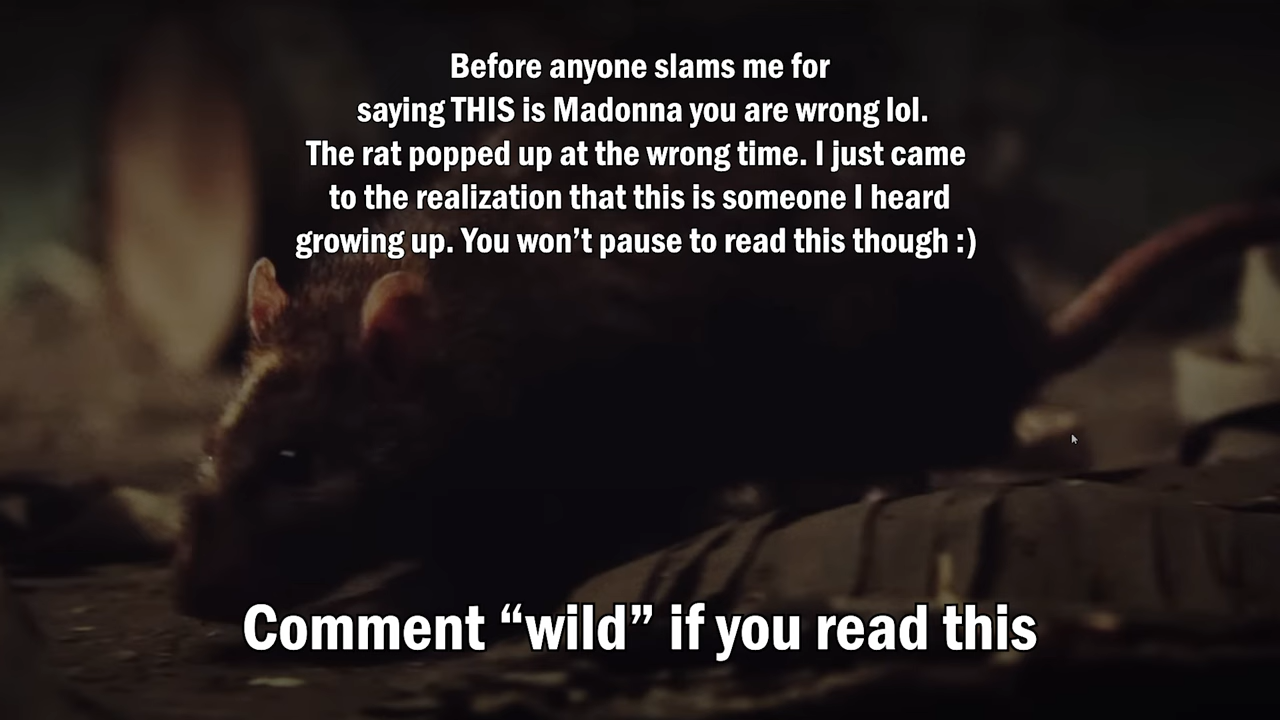 Before anyone slams me for
saying THIS is Madonna you are wrong lol.
The rat popped up at the wrong time. I just came
to the realization that this is someone I heard
growing up. You won’t pause to read this though :)
Comment “wild” if you read this